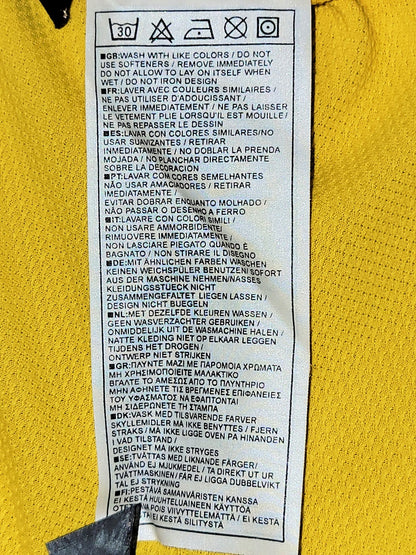 30
■GB:WASH WITH LIKE COLORS / DO NOT
USE SOFTENERS / REMOVE IMMEDIATELY
DO NOT ALLOW TO LAY ON ITSELF WHEN
WET / DO NOT IRON DESIGN
■FR:LAVER AVEC COULEURS SIMILAIRES /
NE PAS UTILISER D'ADOUCISSANT /
ENLEVER IMMEDIATEMENT / NE PAS LAISSER
LE VETEMENT PLIE LORSQU'IL EST MOUILLE /
NE PAS REPASSER LE DESSIN
■ES:LAVAR CON COLORES SIMILARES/NO
USAR SUAVIZANTES / RETIRAR
INMEDIATAMENTE / NO DOBLAR LA PRENDA
MOJADA / NO PLANCHAR DIRECTAMENTE
SOBRE LA DECORACION
■PT:LAVAR COM CORES SEMELHANTES
NÃO USAR AMACIADORES / RETIRAR
IMEDIATAMENTE /
EVITAR DOBRAR ENQUANTO MOLHADO /
NÃO PASSAR O DESENHO A FERRO
■IT:LAVARE CON COLORI SIMILI /
NON USARE AMMORBIDENTE/
RIMUOVERE IMMEDIATAMENTE /
NON LASCIARE PIEGATO QUANDO É
BAGNATO / NON STIRARE IL DISEGNO
■DE:MIT ÄHNLICHEN FARBEN WASCHEN
KEINEN WEICHSPÜLER BENUTZEN/ SOFORT
AUS DER MASCHINE NEHMEN/NASSES
KLEIDUNGSSTUECK NICHT
ZUSAMMENGEFALTET LIEGEN LASSEN/
DESIGN NICHT BUEGELN
■NL:MET DEZELFDE KLEUREN WASSEN /
GEEN WASVERZACHTER GEBRUIKEN /
ONMIDDELIJK UIT DE WASMACHINE HALEN /
NATTE KLEDING NIET OP ELKAAR LEGGEN
TIJDENS HET DROGEN /
ONTWERP NIET STRIJKEN
■GR:ΠΛΥΝΤΕ ΜΑΖΙ ΜΕ ΠΑΡΟΜΟΙΑ ΧΡΩΜΑΤΑ
ΜΗ ΧΡΗΣΙΜΟΠΟΙΕΙΤΕ ΜΑΛΑΚΤΙΚΟ
ΒΓΑΛΤΕ ΤΟ ΑΜΕΣΩΣ ΑΠΟ ΤΟ ΠΛΥΝΤΗΡΙΟ
ΜΗΝ ΑΦΗΝΕΤΕ ΤΙΣ ΒΡΕΓΜΕΝΕΣ ΕΠΙΦΑΝΕΙΕΣ
ΤΟΥ ΥΦΑΣΜΑΤΟΣ ΝΑ ΕΦΑΠΤΟΝΤΑΙ
ΜΗ ΣΙΔΕΡΩΝΕΤΕ ΤΗ ΣΤΑΜΠΑ
■DK:VASK MED TILSVARENDE FARVER
SKYLLEMIDLER MÅ IKKE BENYTTES / FJERN
STRAKS / MÅ IKKE LIGGE OVEN PA HINANDEN
I VAD TILSTAND /
DESIGNET MÅ IKKE STRYGES
■SE:TVÄTTAS MED LIKNANDE FÄRGER/
ANVÄND EJ MJUKMEDEL / TA DIREKT UR
TVÄTTMASKINEN / FÅR EJ LÄGGAS DUBBELVIKT
TAL EJ STRYKNING
■FI:PESTÄVÄ SAMANVÄRISTEN KANSSA
EI KESTÄ HUUHTELUAINEEN KÄYTTÖÄ
VIIPYMÄTTÄ / EI KESTÄ
EI KESTÄ SILITYSTÄ